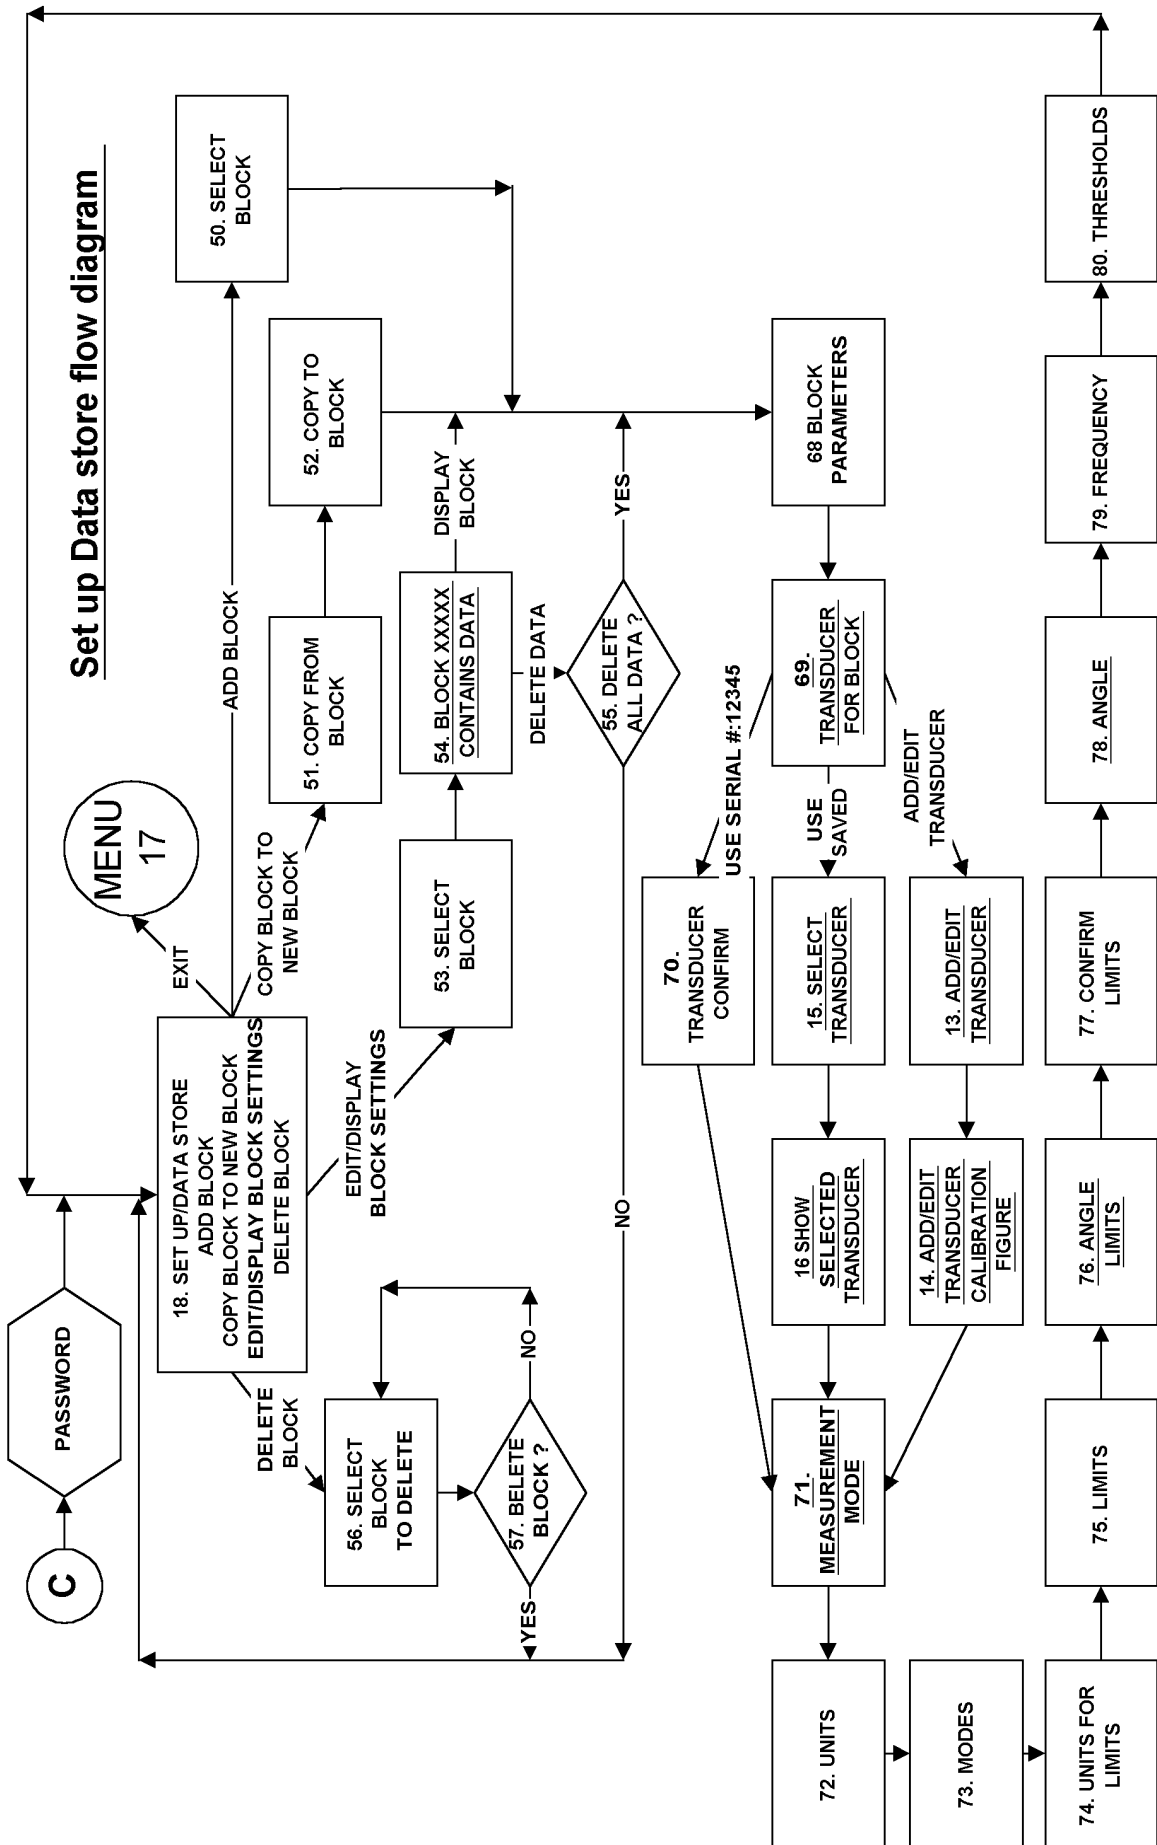 Set up Data store flow diagram
C
PASSWORD
18. SET UP/DATA STORE
ADD BLOCK
COPY BLOCK TO NEW BLOCK
EDIT/DISPLAY BLOCK SETTINGS
DELETE BLOCK
EXIT
MENU
17
ADD BLOCK
50. SELECT
BLOCK
COPY BLOCK TO
NEW BLOCK
51. COPY FROM
BLOCK
52. COPY TO
BLOCK
EDIT/DISPLAY
BLOCK SETTINGS
53. SELECT
BLOCK
54. BLOCK XXXXX
CONTAINS DATA
DISPLAY
BLOCK
DELETE DATA
55. DELETE
ALL DATA ?
YES
NO
DELETE
BLOCK
56. SELECT
BLOCK
TO DELETE
57. BELETE
BLOCK ?
NO
YES
68 BLOCK
PARAMETERS
69.
TRANSDUCER
FOR BLOCK
USE SERIAL #:12345
USE
SAVED
ADD/EDIT
TRANSDUCER
70.
TRANSDUCER
CONFIRM
15. SELECT
TRANSDUCER
13. ADD/EDIT
TRANSDUCER
16 SHOW
SELECTED
TRANSDUCER
14. ADD/EDIT
TRANSDUCER
CALIBRATION
FIGURE
71.
MEASUREMENT
MODE
72. UNITS
73. MODES
74. UNITS FOR
LIMITS
75. LIMITS
76. ANGLE
LIMITS
77. CONFIRM
LIMITS
78. ANGLE
79. FREQUENCY
80. THRESHOLDS